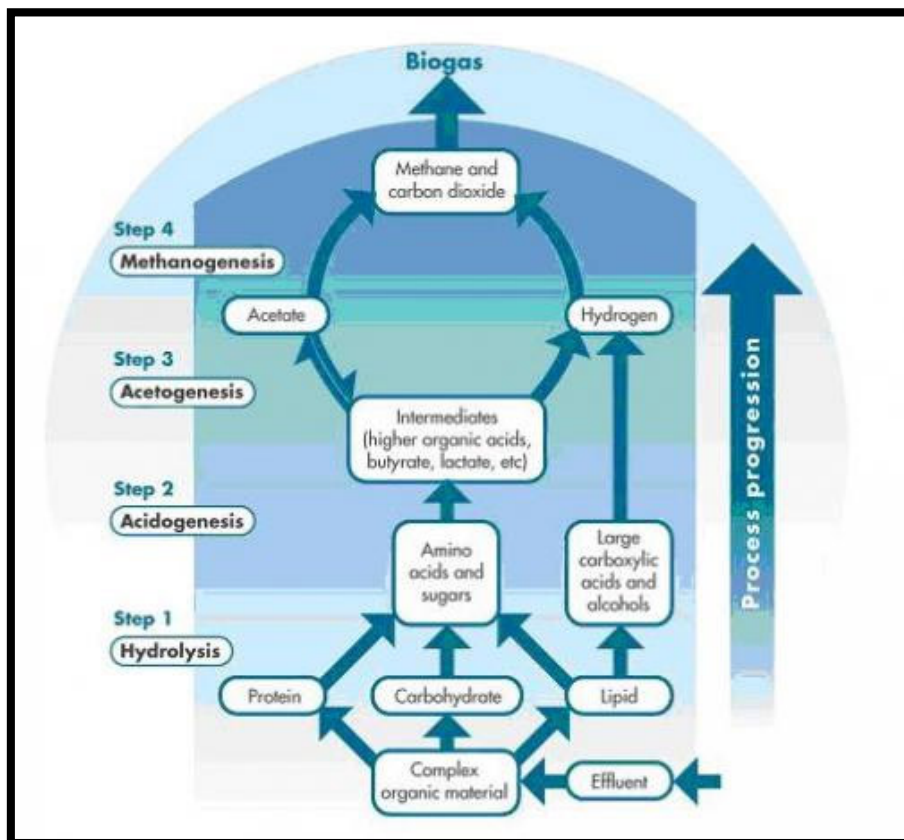 Biogas
Methane and
carbon dioxide
Step 4
Methanogenesis
Acetate
Hydrogen
Step 3
Acetogenesis
Intermediates
(higher organic acids,
butyrate, lactate, etc)
Step 2
Acidogenesis
Amino
acids and
sugars
Large
carboxylic
acids and
alcohols
Step 1
Hydrolysis
Protein
Carbohydrate
Lipid
Complex
organic material
Effluent
Process progression